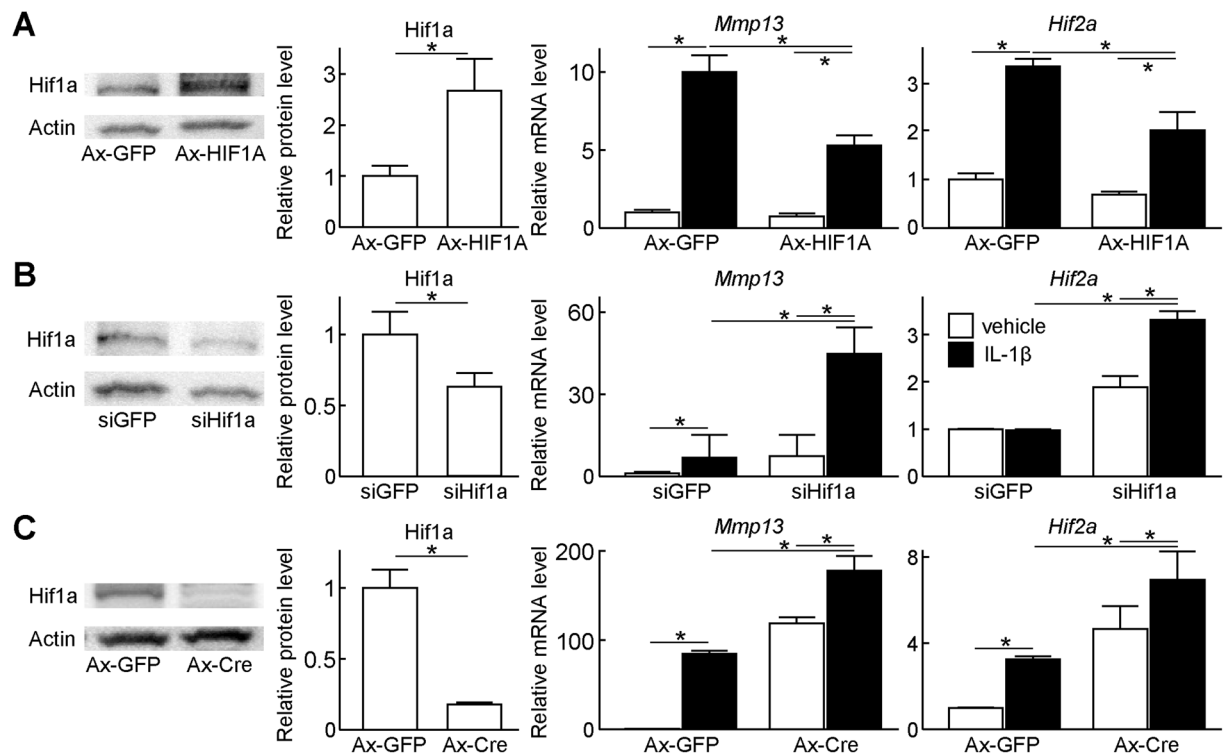 A
Hif1a
Actin
Ax-GFP Ax-HIF1A
Hif1a
*
Relative protein level
3
2
1
0
Ax-GFP Ax-HIF1A
Mmp13
* * *
Relative mRNA level
10
5
0
Ax-GFP Ax-HIF1A
Hif2a
* * *
3
2
1
0
Ax-GFP Ax-HIF1A
B
Hif1a
Actin
siGFP siHif1a
Hif1a
*
Relative protein level
1
0.5
0
siGFP siHif1a
Mmp13
* * *
Relative mRNA level
60
30
0
siGFP siHif1a
Hif2a
* *
vehicle
IL-1β
3
2
1
0
siGFP siHif1a
C
Hif1a
Actin
Ax-GFP Ax-Cre
Hif1a
*
Relative protein level
1
0.5
0
Ax-GFP Ax-Cre
Mmp13
* * *
Relative mRNA level
200
100
0
Ax-GFP Ax-Cre
Hif2a
* * *
8
4
0
Ax-GFP Ax-Cre